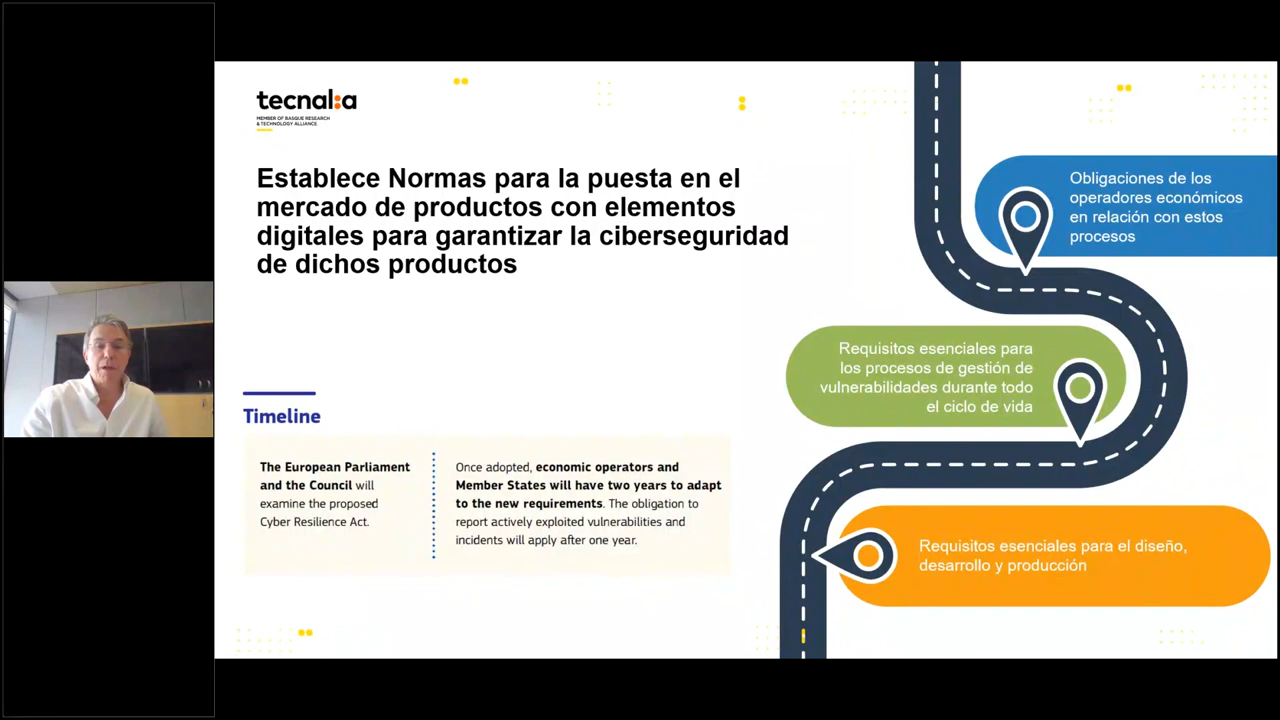 tecnalia
MEMBER OF BASQUE RESEARCH
& TECHNOLOGY ALLIANCE
Establece Normas para la puesta en el
mercado de productos con elementos
digitales para garantizar la ciberseguridad
de dichos productos
Timeline
The European Parliament
and the Council will
examine the proposed
Cyber Resilience Act.
Once adopted, economic operators and
Member States will have two years to adapt
to the new requirements. The obligation to
report actively exploited vulnerabilities and
incidents will apply after one year.
Obligaciones de los
operadores económicos
en relación con estos
procesos
Requisitos esenciales para
los procesos de gestión de
vulnerabilidades durante todo
el ciclo de vida
Requisitos esenciales para el diseño,
desarrollo y producción